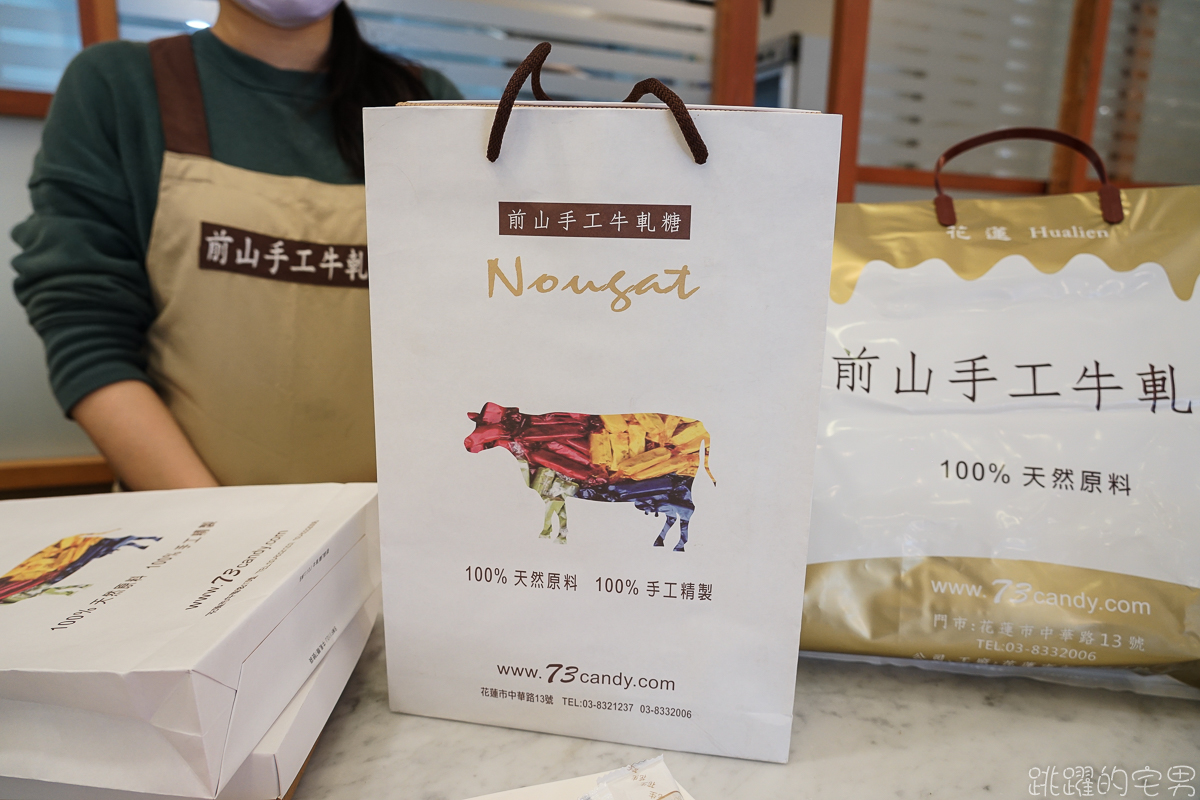 前山手工牛軋
前山手工牛軋糖
Nougat
100% 天然原料 100% 手工精製
www.73candy.com
花蓮市中華路13號 TEL:03-8321237 03-8332006
花蓮 Hualien
前山手工牛軋
100% 天然原料
www.73candy.com
門市:花蓮市中華路13號
TEL:03-8332006
100% 天然原料 100% 手工精製
www.73candy.com
跳躍的宅男